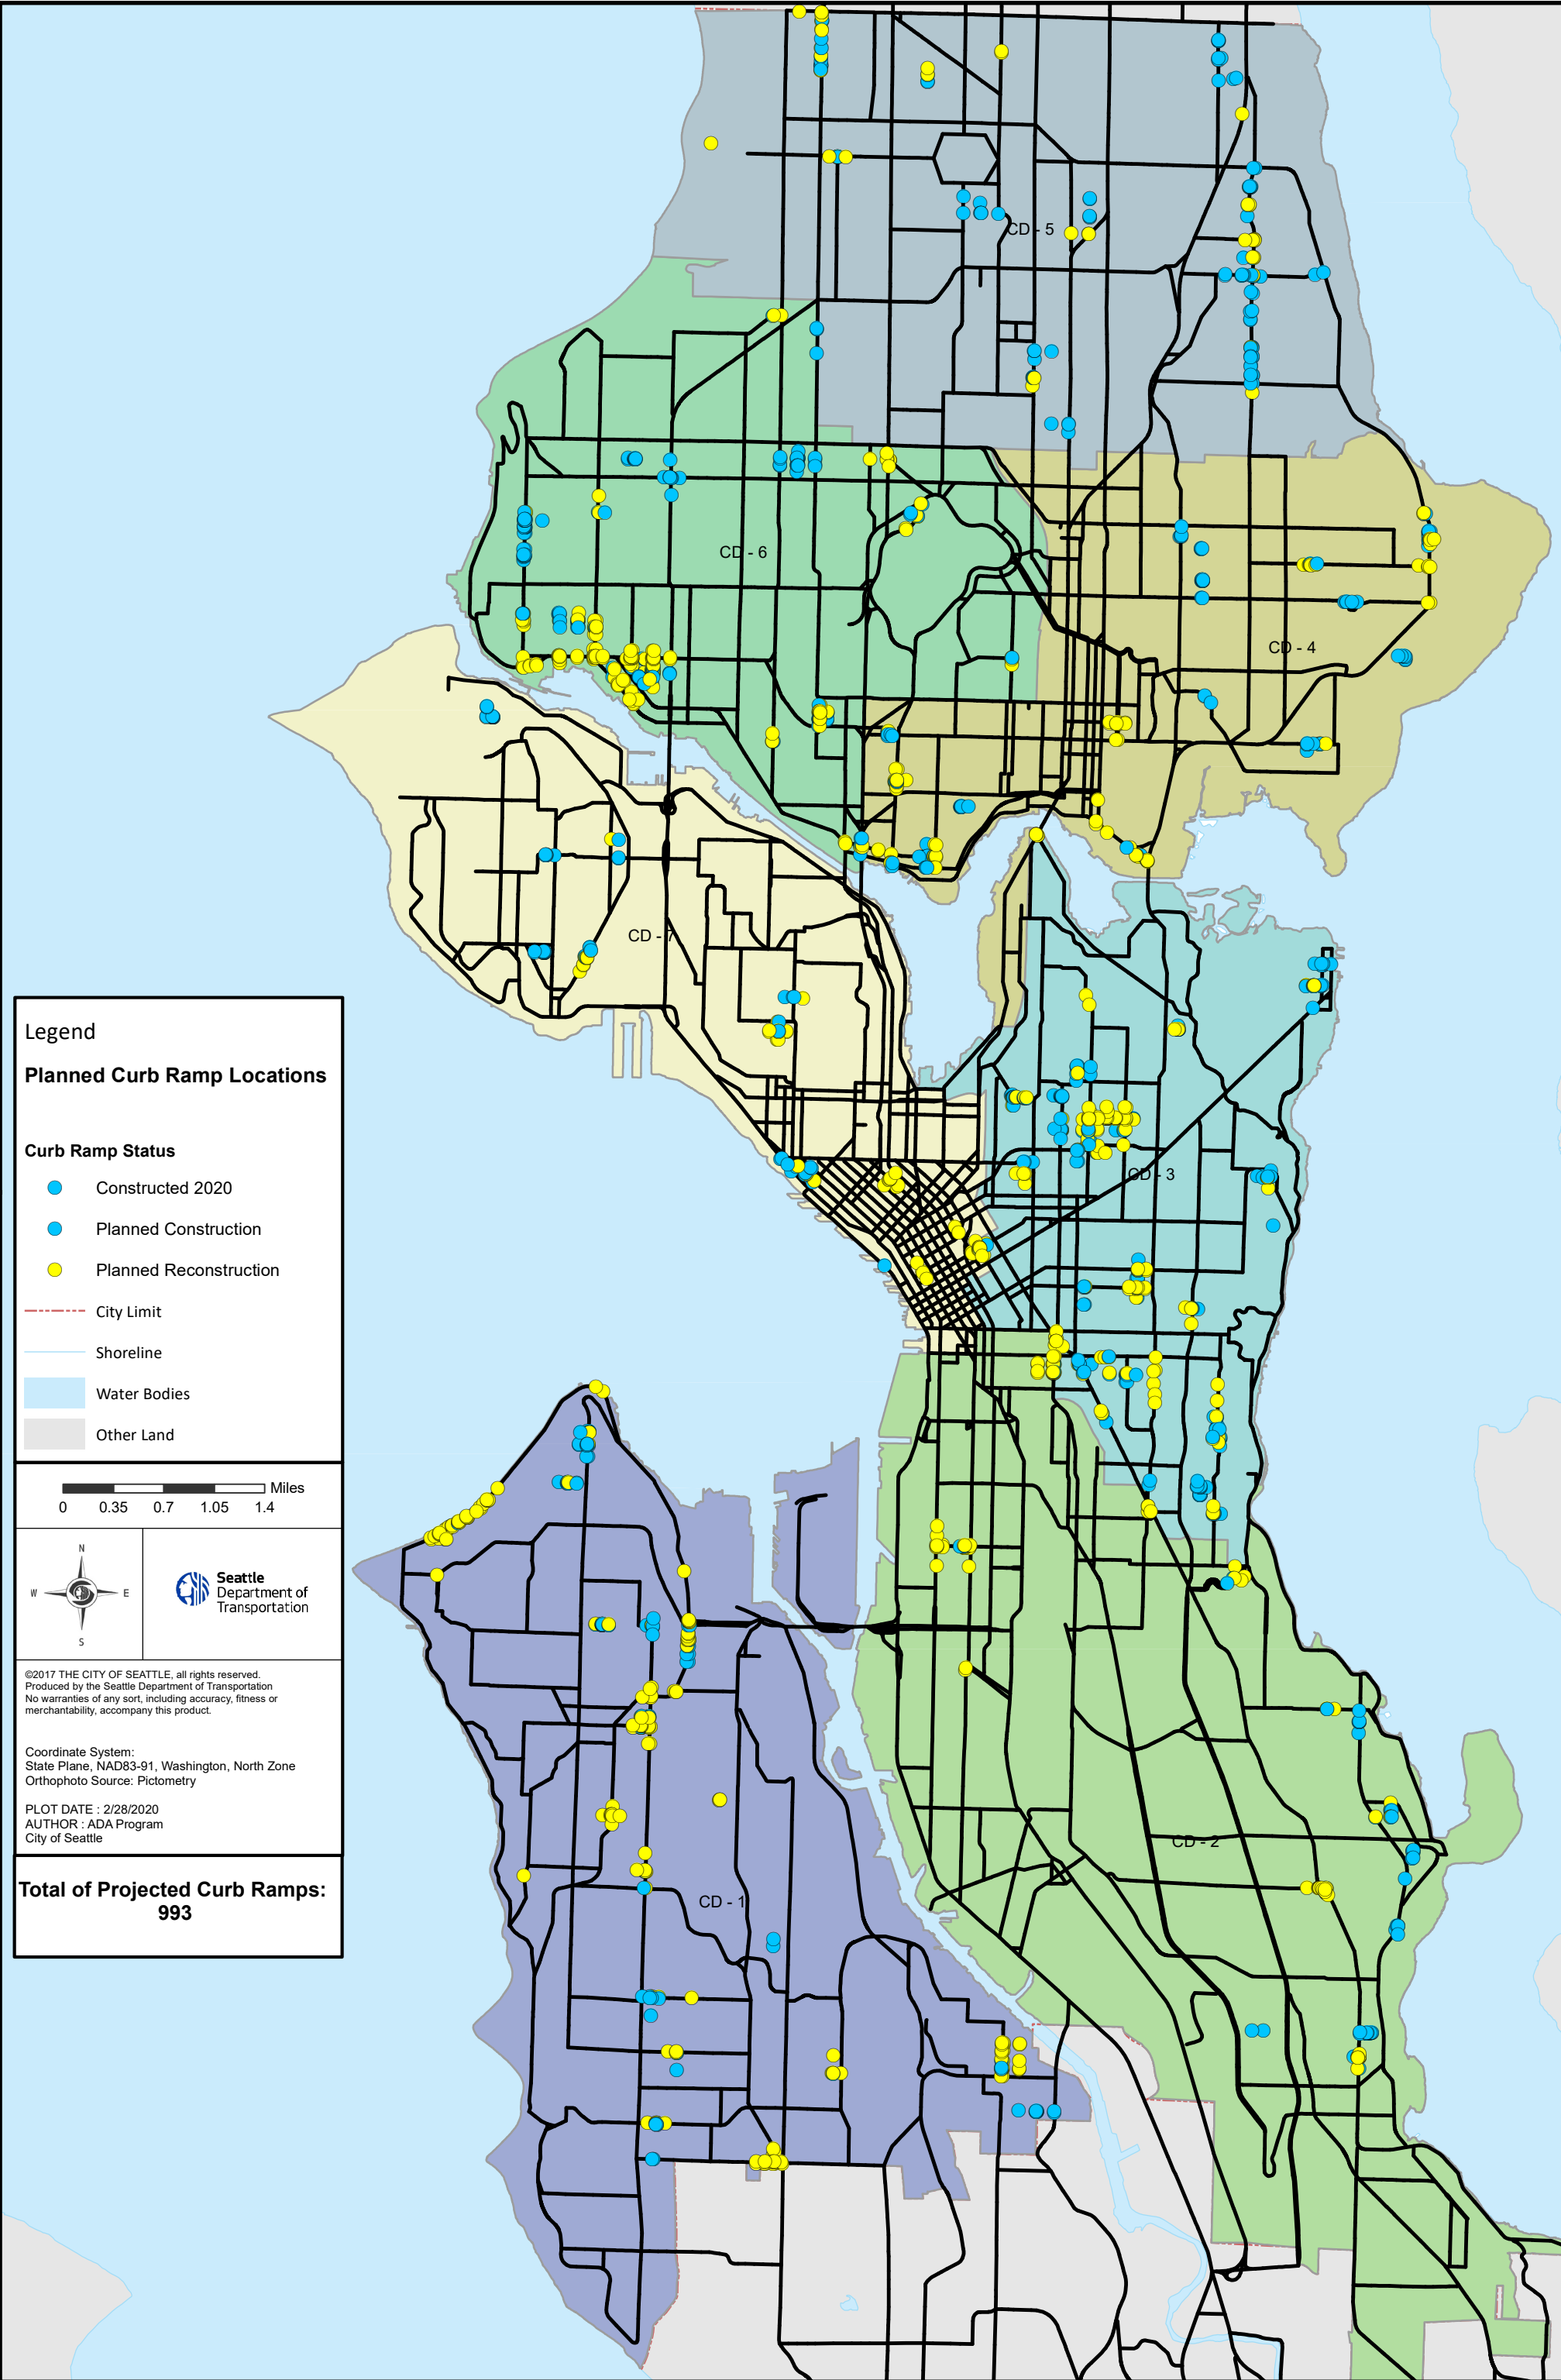 CD - 5
CD - 6
CD - 4
CD - 7
CD - 3
CD - 2
CD - 1
Legend
Planned Curb Ramp Locations
Curb Ramp Status
Constructed 2020
Planned Construction
Planned Reconstruction
City Limit
Shoreline
Water Bodies
Other Land
Miles
0 0.35 0.7 1.05 1.4
N
W E
S
Seattle
Department of
Transportation
©2017 THE CITY OF SEATTLE, all rights reserved.
Produced by the Seattle Department of Transportation
No warranties of any sort, including accuracy, fitness or
merchantability, accompany this product.
Coordinate System:
State Plane, NAD83-91, Washington, North Zone
Orthophoto Source: Pictometry
PLOT DATE : 2/28/2020
AUTHOR : ADA Program
City of Seattle
Total of Projected Curb Ramps:
993